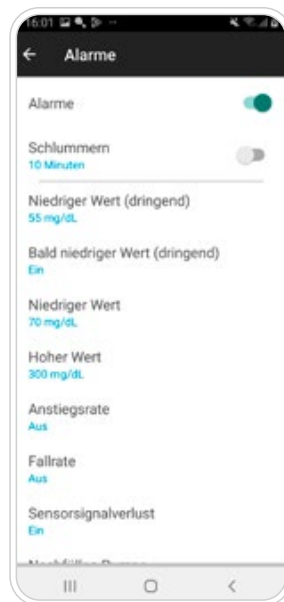 16:01
Alarme
Alarme
Schlummern
10 Minuten
Niedriger Wert (dringend)
55 mg/dL
Bald niedriger Wert (dringend)
Ein
Niedriger Wert
70 mg/dL
Hoher Wert
300 mg/dL
Anstiegsrate
Aus
Fallrate
Aus
Sensorsignalverlust
Ein